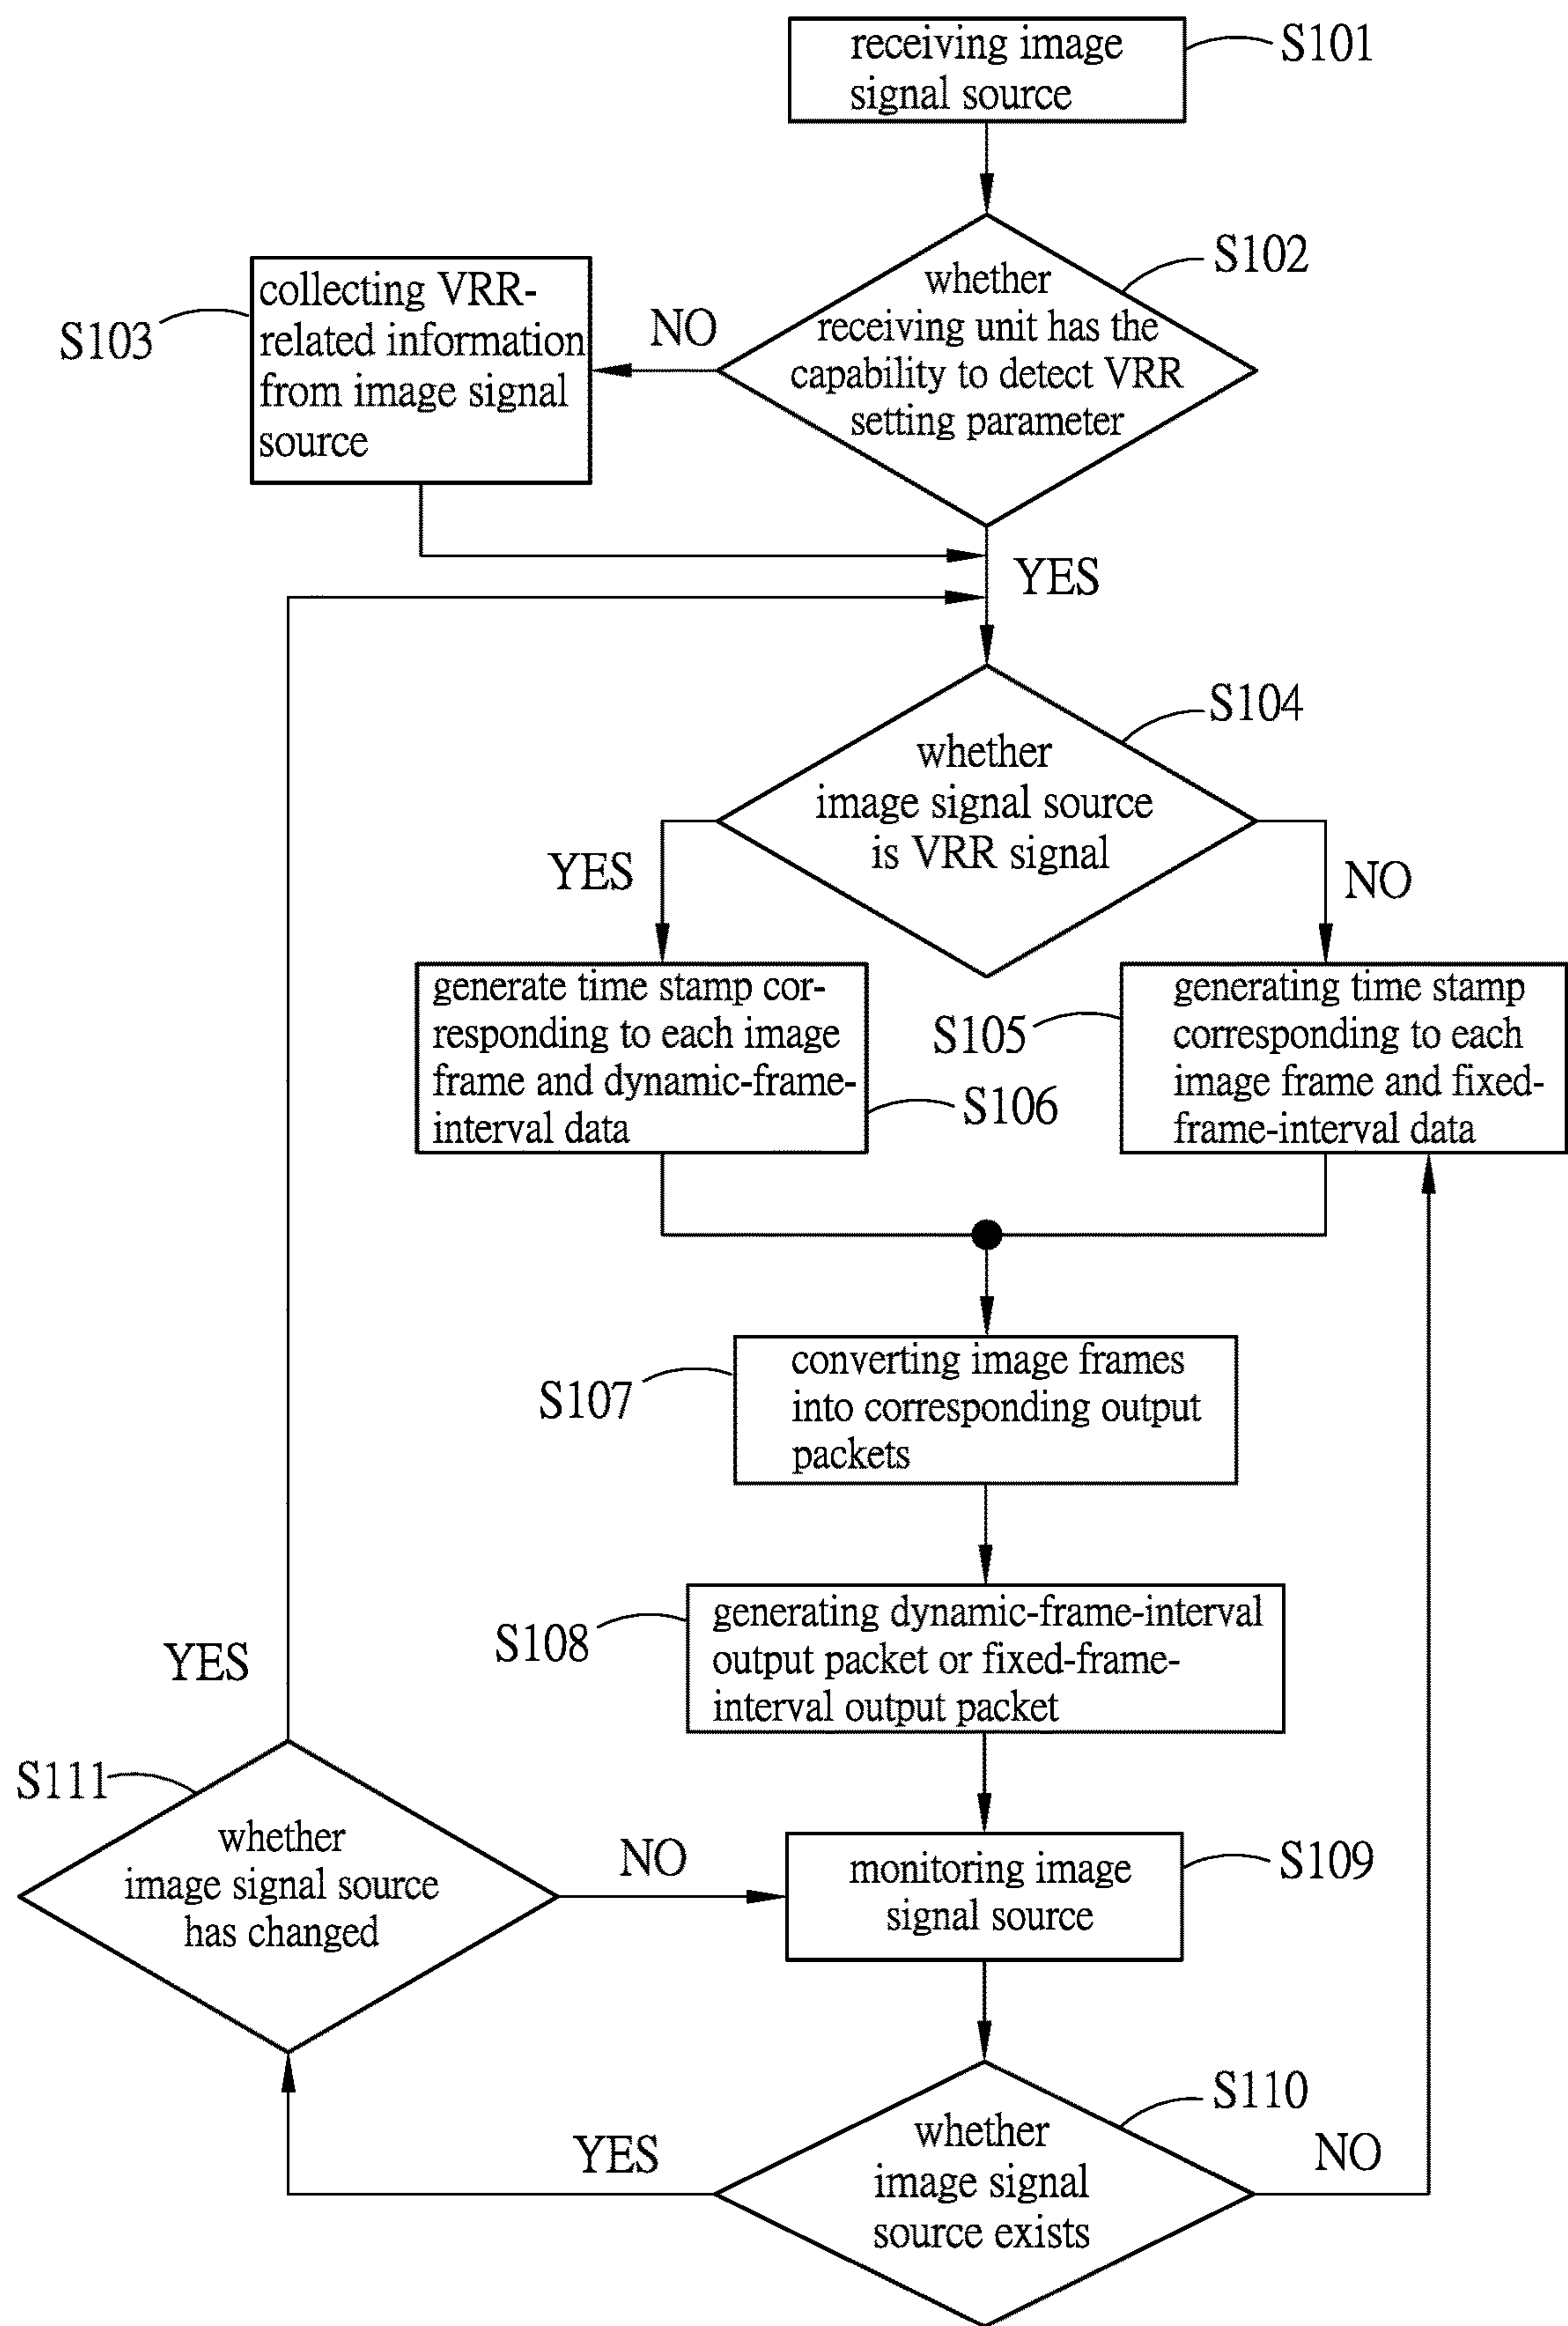 receiving image
signal source
S101
whether
receiving unit has the
capability to detect VRR
setting parameter
S102
NO
collecting VRR-
related information
from image signal
source
S103
YES
whether
image signal source
is VRR signal
S104
YES
NO
generate time stamp cor-
responding to each image
frame and dynamic-frame-
interval data
S106
generating time stamp
corresponding to each
image frame and fixed-
frame-interval data
S105
converting image frames
into corresponding output
packets
S107
generating dynamic-frame-interval
output packet or fixed-frame-
interval output packet
S108
YES
S111
whether
image signal source
has changed
NO
monitoring image
signal source
S109
whether
image signal
source exists
S110
YES
NO